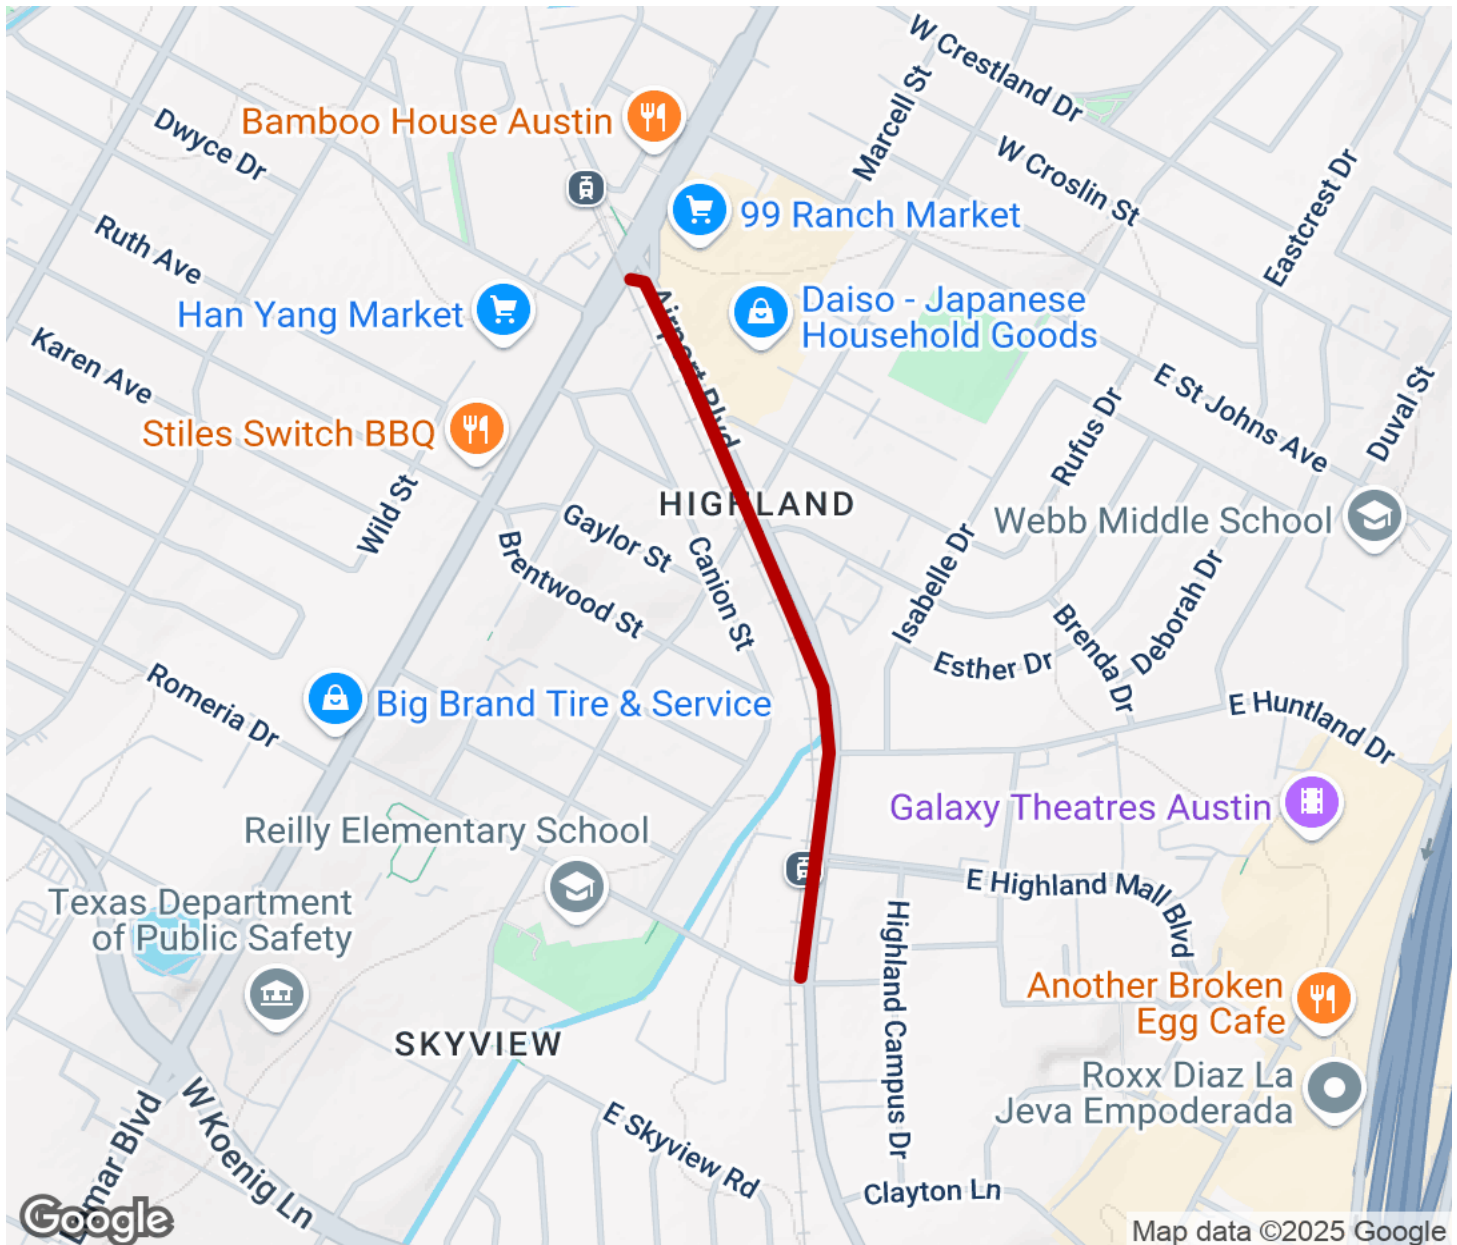 W Crestland Dr
Marcell St
Bamboo House Austin
Dwyce Dr
W Croslin St
Eastcrest Dr
99 Ranch Market
Ruth Ave
Han Yang Market
Airport Blvd
Daiso - Japanese
Household Goods
Karen Ave
Stiles Switch BBQ
E St Johns Ave
Duval St
Rufus Dr
Wild St
HIGHLAND
Webb Middle School
Gaylor St
Brentwood St
Canion St
Isabelle Dr
Deborah Dr
Brenda Dr
Esther Dr
Romeria Dr
Big Brand Tire & Service
E Huntland Dr
Galaxy Theatres Austin
Reilly Elementary School
E Highland Mall Blvd
Texas Department
of Public Safety
Highland Campus Dr
Another Broken
Egg Cafe
SKYVIEW
Roxx Diaz La
Jeva Empoderada
W Koenig Ln
Lamar Blvd
E Skyview Rd
Clayton Ln
Google
Map data ©2025 Google